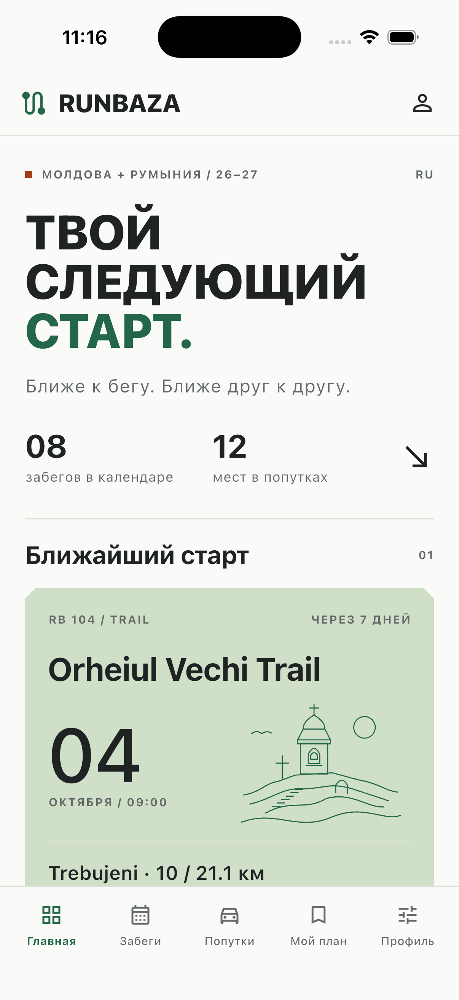 11:16
RUNBAZA
МОЛДОВА + РУМЫНИЯ / 26–27
RU
ТВОЙ
СЛЕДУЮЩИЙ
СТАРТ.
Ближе к бегу. Ближе друг к другу.
08
забегов в календаре
12
мест в попутках
Ближайший старт
01
RB 104 / TRAIL
ЧЕРЕЗ 7 ДНЕЙ
Orheiul Vechi Trail
04
ОКТЯБРЯ / 09:00
Trebujeni · 10 / 21.1 км
Главная
Забеги
Попутки
Мой план
Профиль